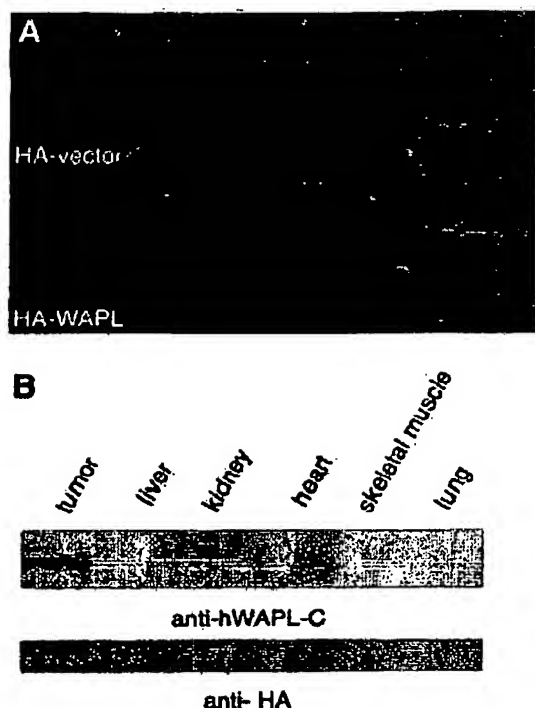 A
HA-vector
HA-WAPL
B
tumor
liver
kidney
heart
skeletal muscle
lung
anti-hWAPL-C
anti- HA